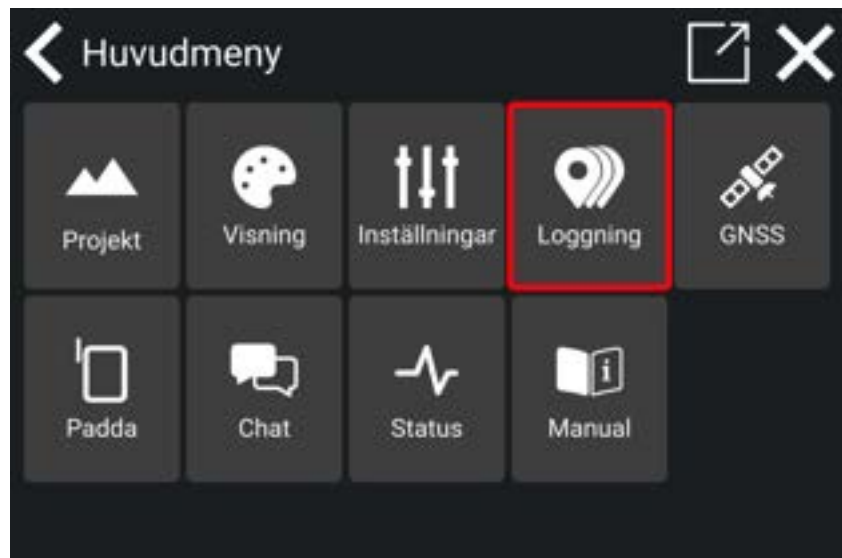 Huvudmeny
Projekt
Visning
Inställningar
Loggning
GNSS
Padda
Chat
Status
Manual